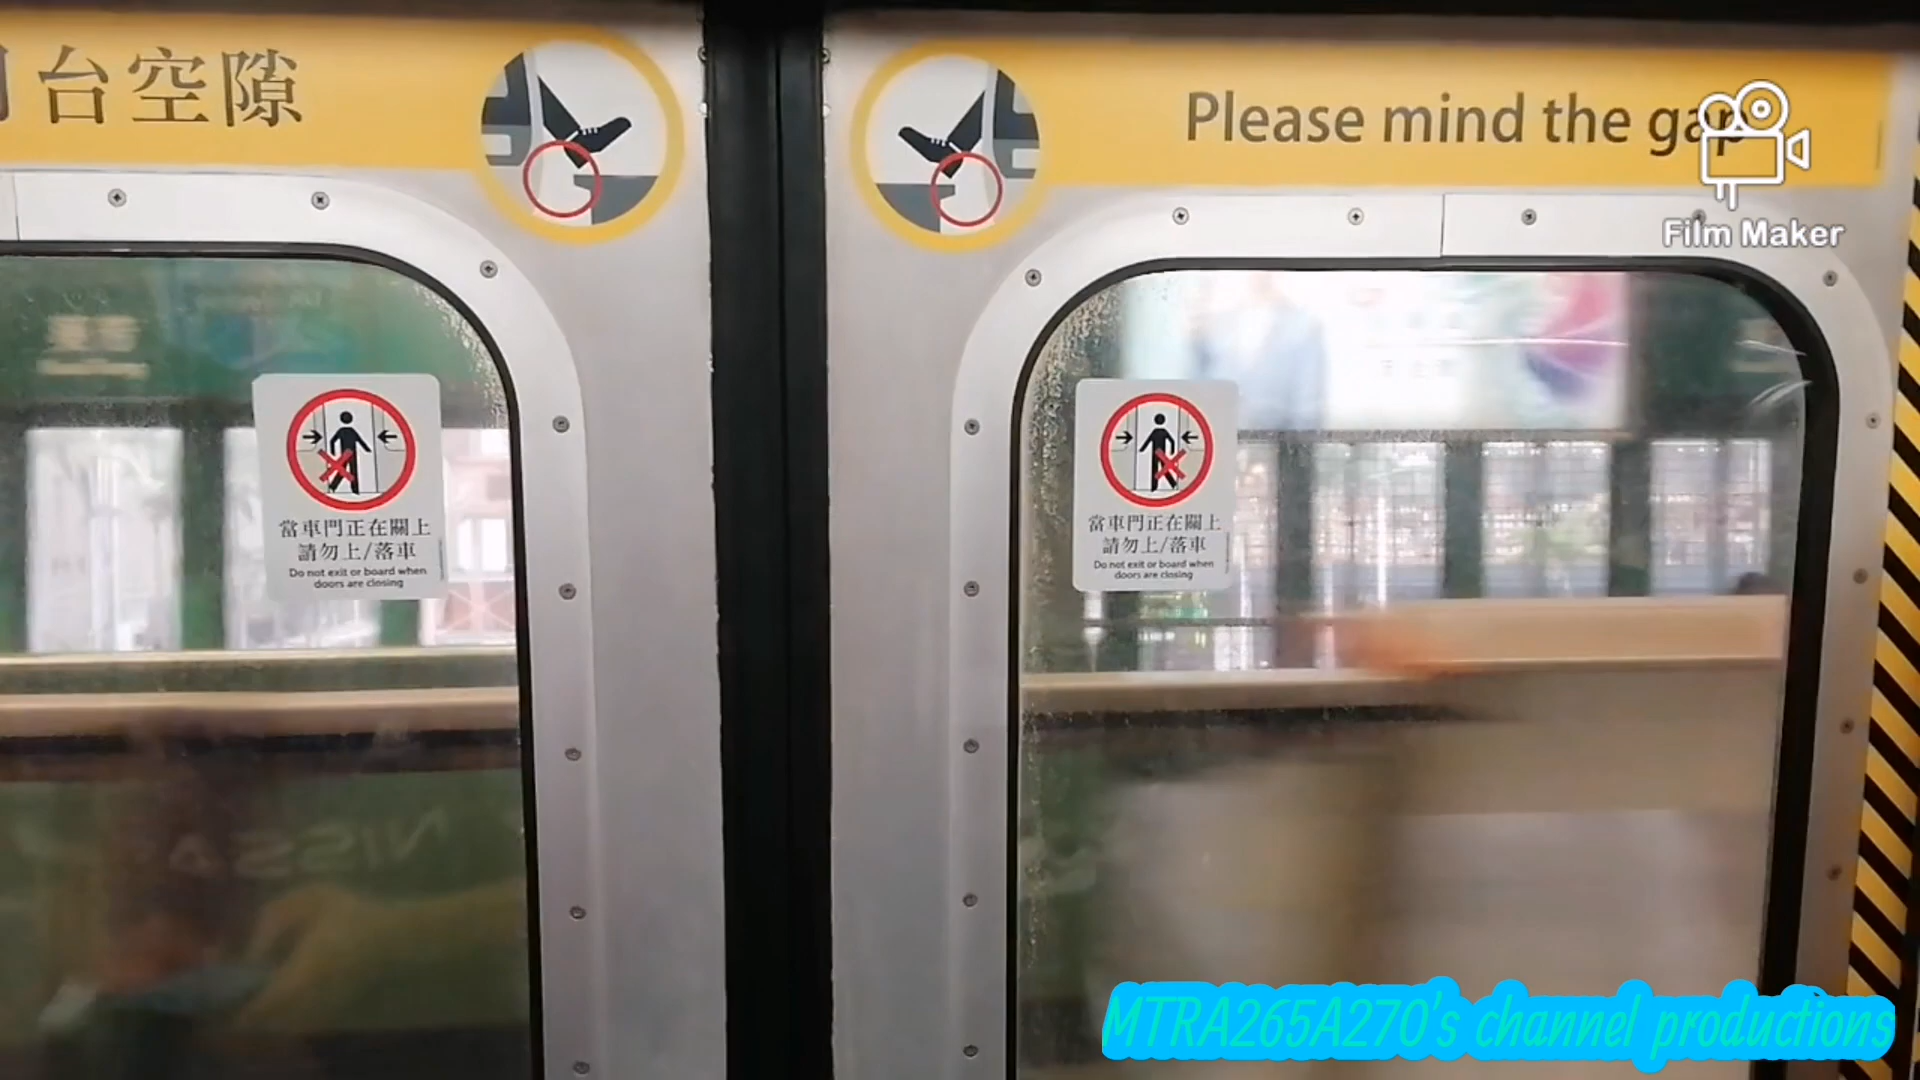 台空隙
Please mind the gap
Film Maker
當車門正在關上
請勿上/落車
Do not exit or board when
doors are closing
當車門正在關上
請勿上/落車
Do not exit or board when
doors are closing
MTRA265A270's channel productions